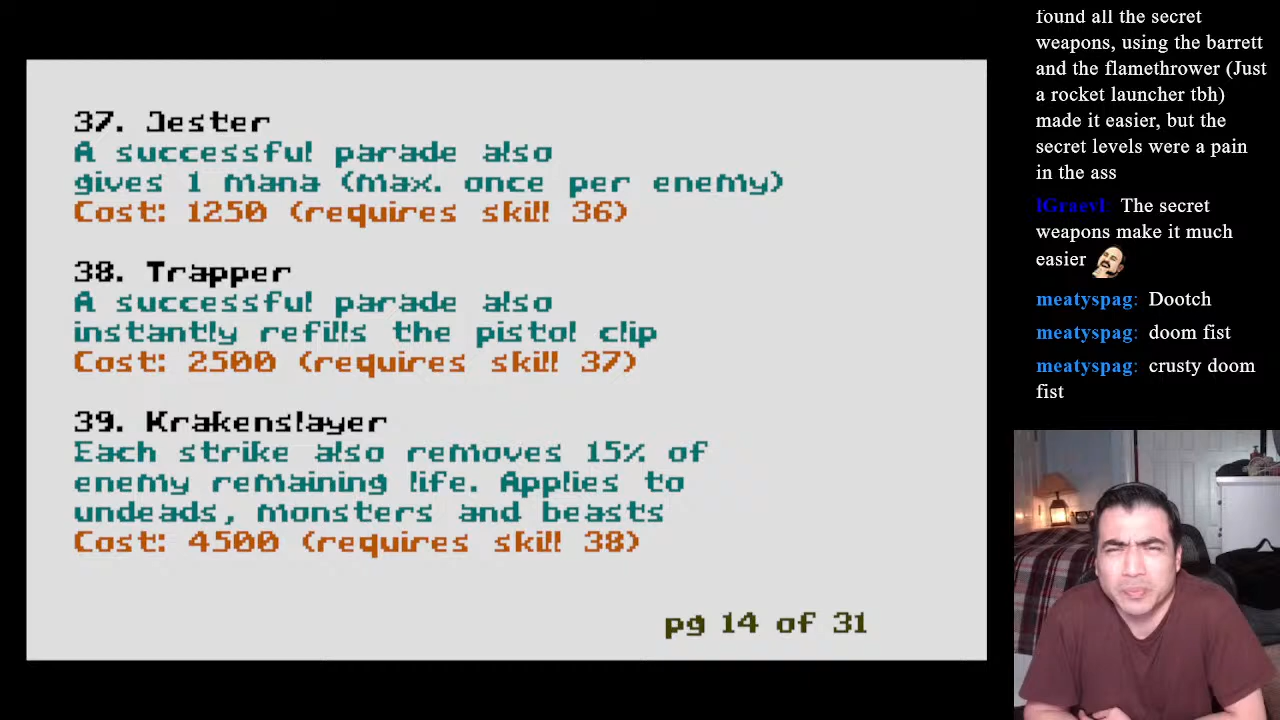 37. Jester
A successful parade also
gives 1 mana (max. once per enemy)
Cost: 1250 (requires skill 36)
38. Trapper
A successful parade also
instantly refills the pistol clip
Cost: 2500 (requires skill 37)
39. Krakenslayer
Each strike also removes 15% of
enemy remaining life. Applies to
undeads, monsters and beasts
Cost: 4500 (requires skill 38)
pg 14 of 31
found all the secret
weapons, using the barrett
and the flamethrower (Just
a rocket launcher tbh)
made it easier, but the
secret levels were a pain
in the ass
lGraevl: The secret
weapons make it much
easier
meatyspag: Dootch
meatyspag: doom fist
meatyspag: crusty doom
fist